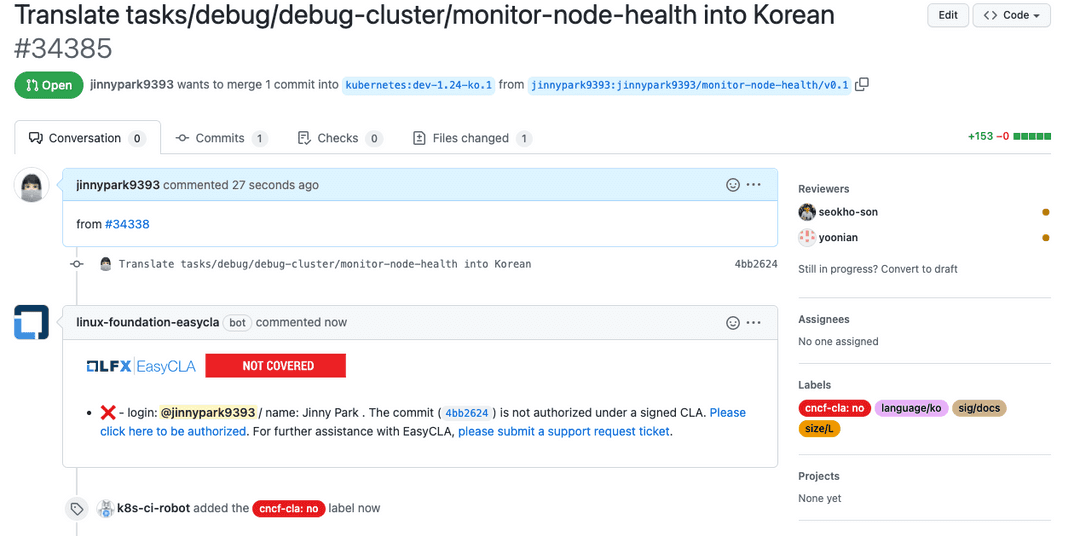 Translate tasks/debug/debug-cluster/monitor-node-health into Korean
#34385
Edit
<> Code
Open
jinnypark9393 wants to merge 1 commit into kubernetes:dev-1.24-ko.1 from jinnypark9393:jinnypark9393/monitor-node-health/v0.1
Conversation 0
Commits 1
Checks 0
Files changed 1
+153 −0
jinnypark9393 commented 27 seconds ago
from #34338
Translate tasks/debug/debug-cluster/monitor-node-health into Korean
4bb2624
linux-foundation-easycla bot commented now
LFX EasyCLA NOT COVERED
• ❌ - login: @jinnypark9393 / name: Jinny Park . The commit ( 4bb2624 ) is not authorized under a signed CLA. Please
click here to be authorized. For further assistance with EasyCLA, please submit a support request ticket.
k8s-ci-robot added the cncf-cla: no label now
Reviewers
seokho-son
yoonian
Still in progress? Convert to draft
Assignees
No one assigned
Labels
cncf-cla: no language/ko sig/docs
size/L
Projects
None yet